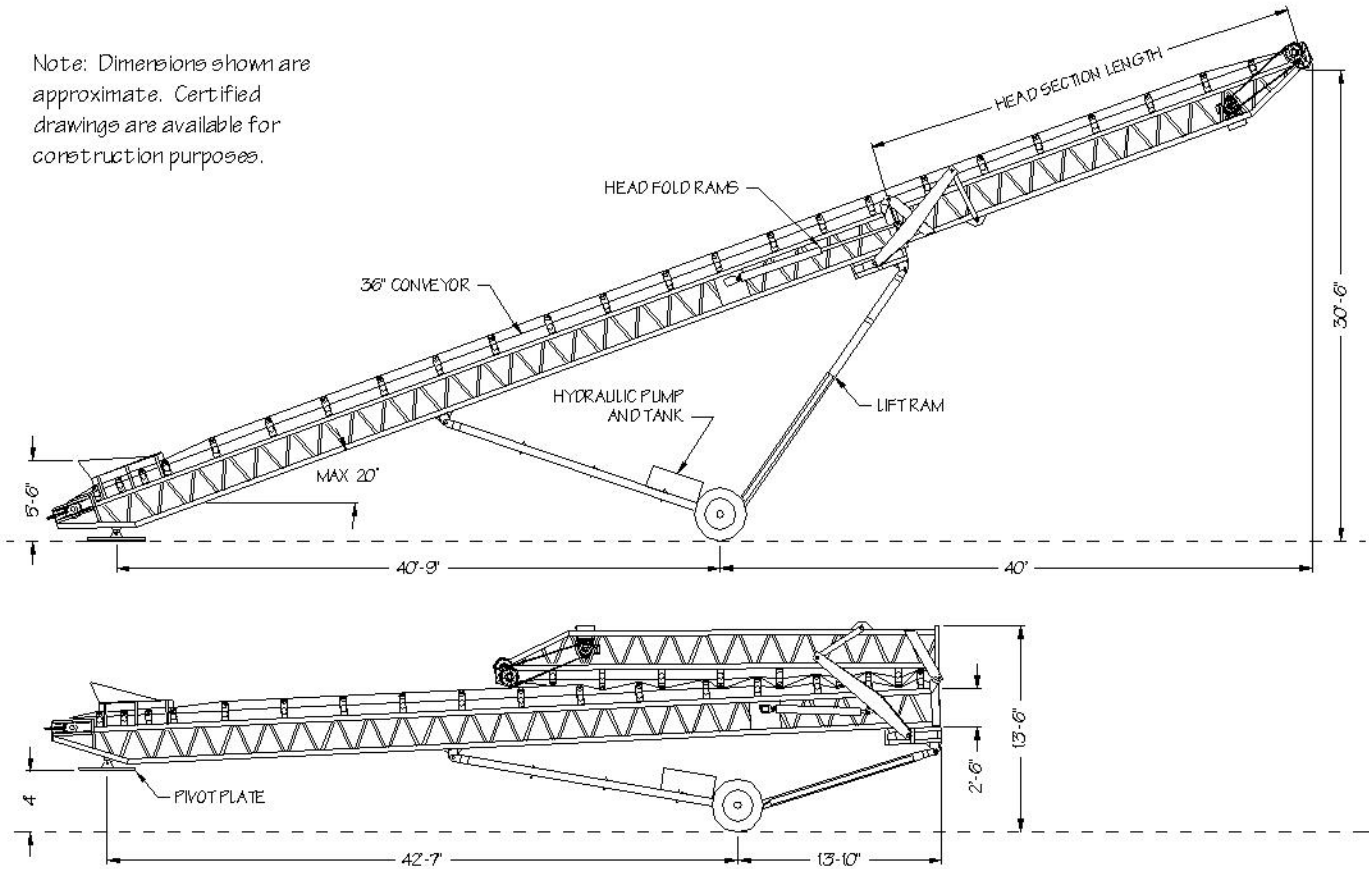 Note: Dimensions shown are
approximate. Certified
drawings are available for
construction purposes.
HEAD SECTION LENGTH
HEAD FOLD RAMS
36" CONVEYOR
30'-6"
HYDRAULIC PUMP
AND TANK
LIFT RAM
MAX 20°
5'-6"
40'-9"
40'
13'-6"
2'-6"
4'
PIVOT PLATE
42'-7"
13'-10"